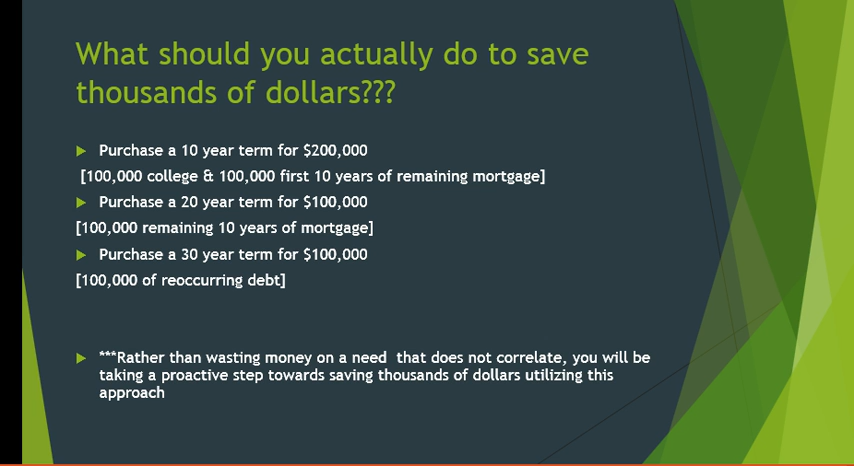 What should you actually do to save
thousands of dollars???
Purchase a 10 year term for $200,000
[100,000 college & 100,000 first 10 years of remaining mortgage]
Purchase a 20 year term for $100,000
[100,000 remaining 10 years of mortgage]
Purchase a 30 year term for $100,000
[100,000 of reoccurring debt]
***Rather than wasting money on a need  that does not correlate, you will be
taking a proactive step towards saving thousands of dollars utilizing this
approach